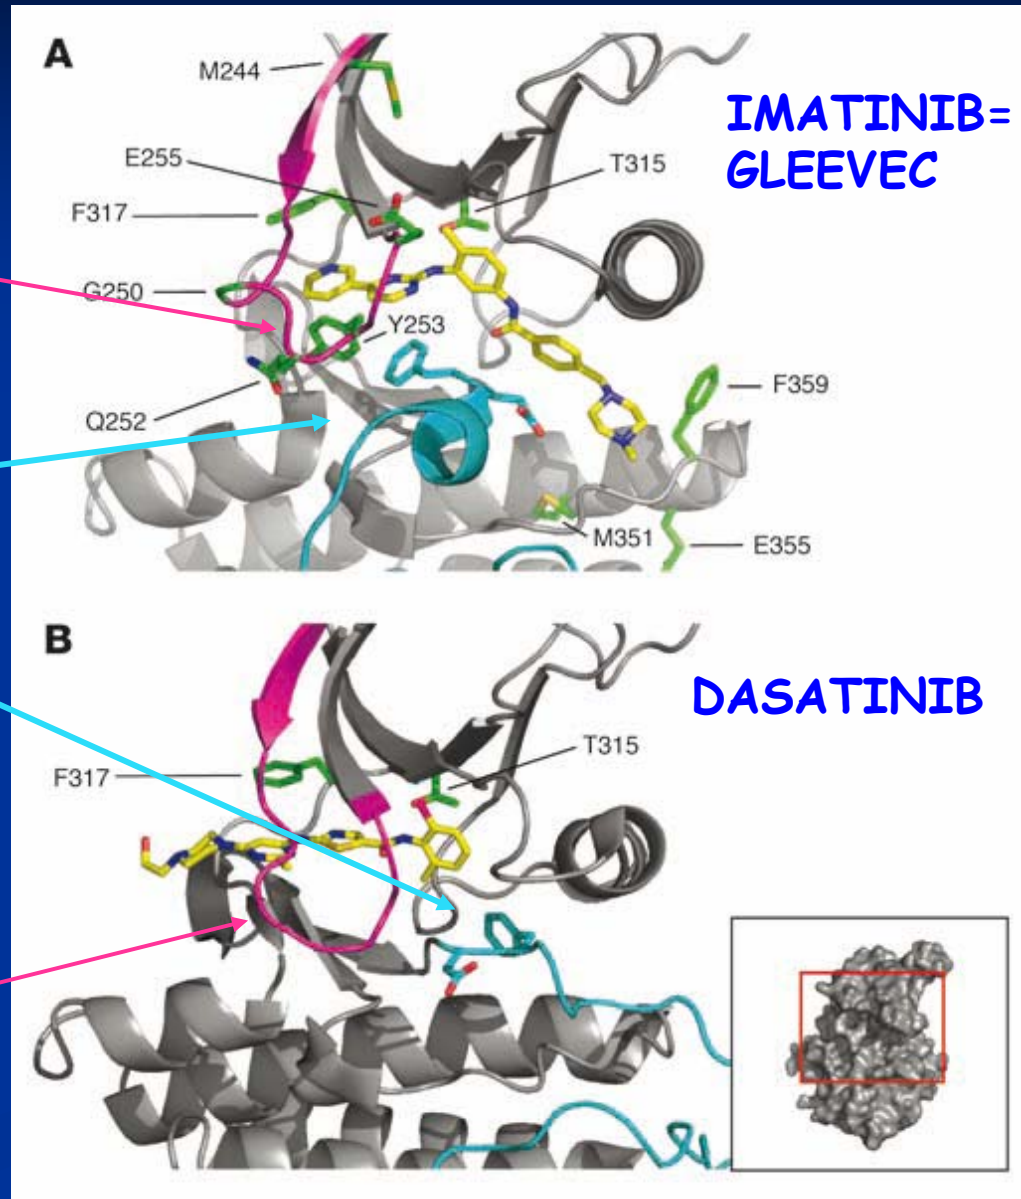 A
M244
IMATINIB=
GLEEVEC
E255
T315
F317
G250
Y253
F359
Q252
M351
E355
B
DASATINIB
T315
F317